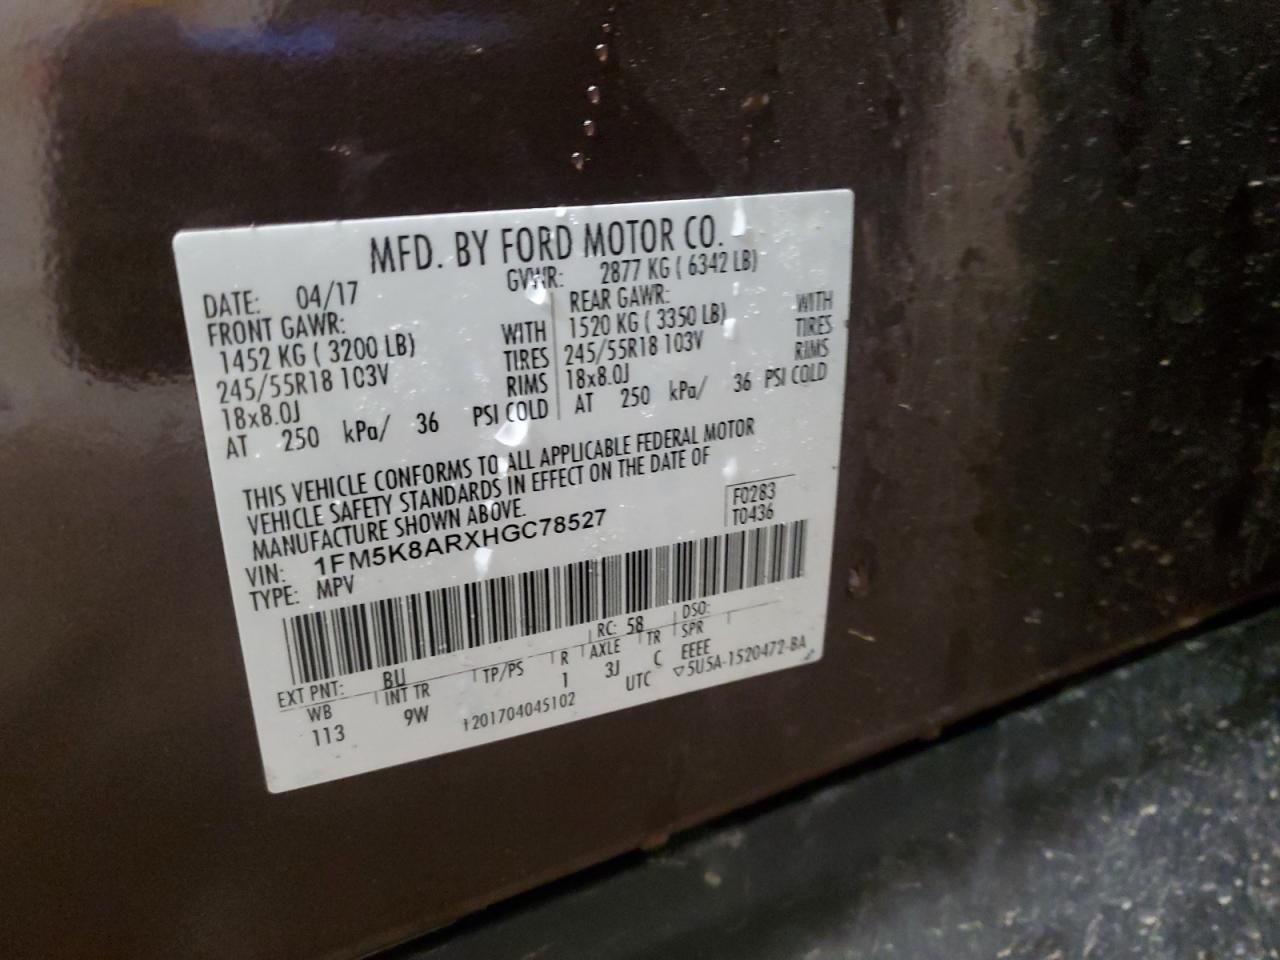 MFD. BY FORD MOTOR CO.
DATE: 04/17 GVWR: 2877 KG ( 6342 LB)
FRONT GAWR: REAR GAWR:
1452 KG ( 3200 LB) WITH 1520 KG ( 3350 LB) WITH
245/55R18 103V TIRES 245/55R18 103V TIRES
18x8.0J RIMS 18x8.0J RIMS
AT 250 kPa/ 36 PSI COLD AT 250 kPa/ 36 PSI COLD
THIS VEHICLE CONFORMS TO ALL APPLICABLE FEDERAL MOTOR
VEHICLE SAFETY STANDARDS IN EFFECT ON THE DATE OF
MANUFACTURE SHOWN ABOVE.
VIN: 1FM5K8ARXHGC78527
TYPE: MPV
F0283
T0436
EXT PNT: BU RC: 58 DSO:
WB INT TR TP/PS R AXLE TR SPR
113 9W 1 3J C EEEE
1201704045102 UTC ▽5U5A-1520472-BA